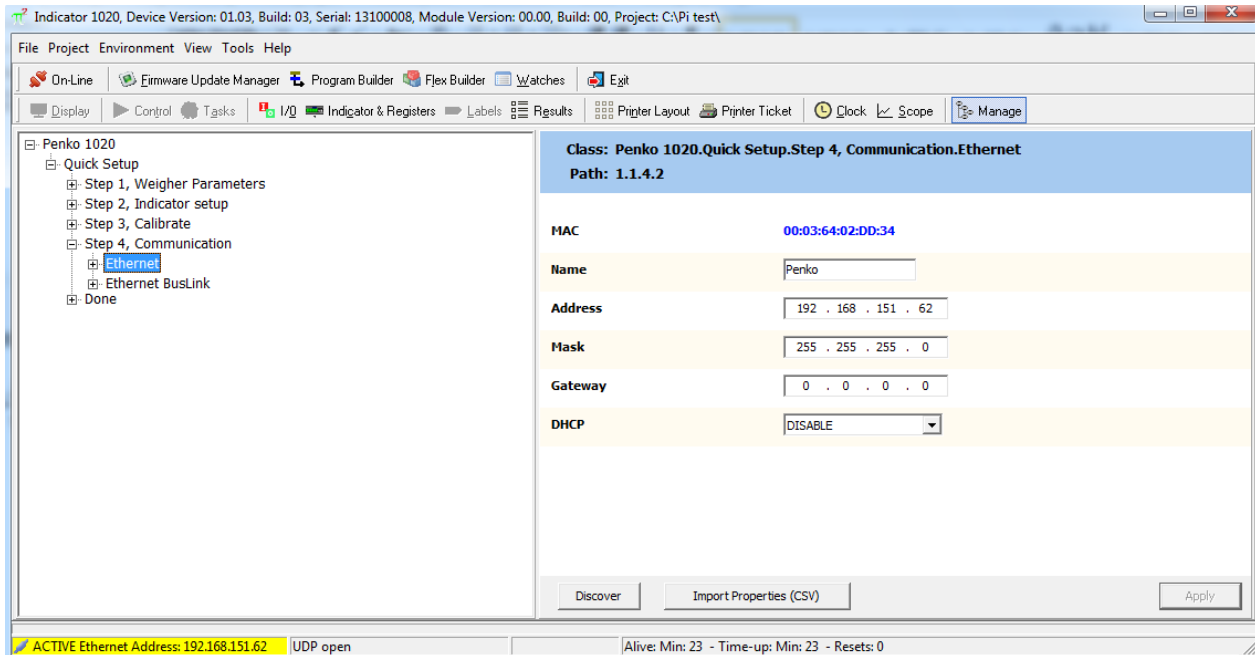 π² Indicator 1020, Device Version: 01.03, Build: 03, Serial: 13100008, Module Version: 00.00, Build: 00, Project: C:\Pi test\
File Project Environment View Tools Help
On-Line Firmware Update Manager Program Builder Flex Builder Watches Exit
Display Control Tasks I/O Indicator & Registers Labels Results Printer Layout Printer Ticket Clock Scope Manage
Penko 1020
Quick Setup
Step 1, Weigher Parameters
Step 2, Indicator setup
Step 3, Calibrate
Step 4, Communication
Ethernet
Ethernet BusLink
Done
Class: Penko 1020.Quick Setup.Step 4, Communication.Ethernet
Path: 1.1.4.2
MAC 00:03:64:02:DD:34
Name Penko
Address 192 . 168 . 151 . 62
Mask 255 . 255 . 255 . 0
Gateway 0 . 0 . 0 . 0
DHCP DISABLE
Discover Import Properties (CSV) Apply
ACTIVE Ethernet Address: 192.168.151.62 UDP open Alive: Min: 23 - Time-up: Min: 23 - Resets: 0